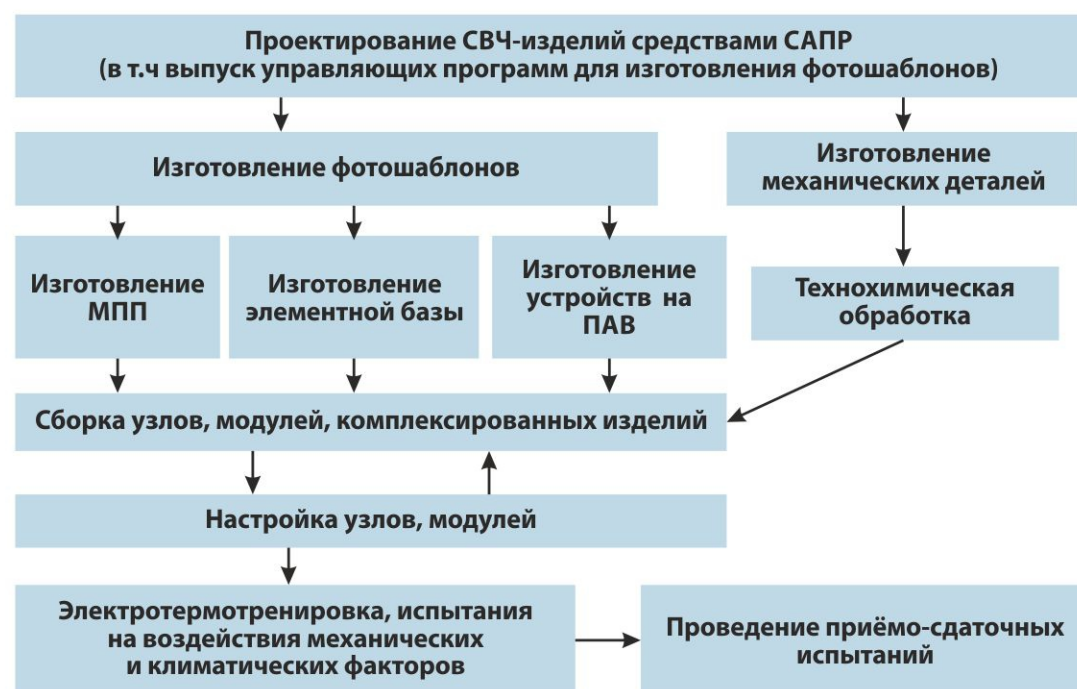 Проектирование СВЧ-изделий средствами САПР
(в т.ч выпуск управляющих программ для изготовления фотошаблонов)
Изготовление фотошаблонов
Изготовление
механических деталей
Изготовление
МПП
Изготовление
элементной базы
Изготовление
устройств на
ПАВ
Технохимическая
обработка
Сборка узлов, модулей, комплексированных изделий
Настройка узлов, модулей
Электротермотренировка, испытания
на воздействия механических
и климатических факторов
Проведение приёмо-сдаточных
испытаний